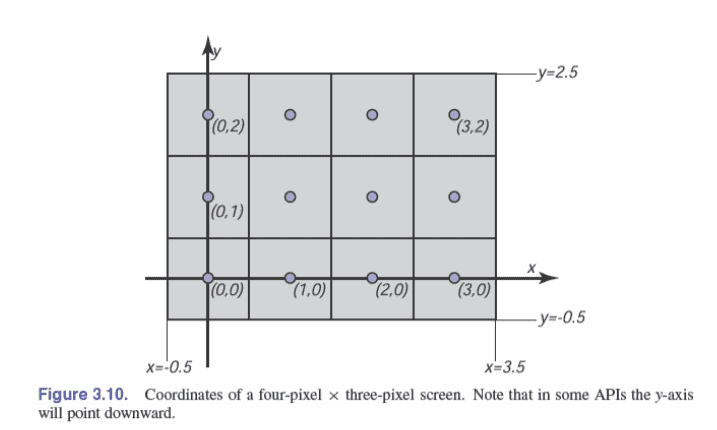 y
y=2.5
(0,2)
(3,2)
(0,1)
x
(0,0)
(1,0)
(2,0)
(3,0)
y=-0.5
x=-0.5
x=3.5
Figure 3.10. Coordinates of a four-pixel × three-pixel screen. Note that in some APIs the y-axis
will point downward.